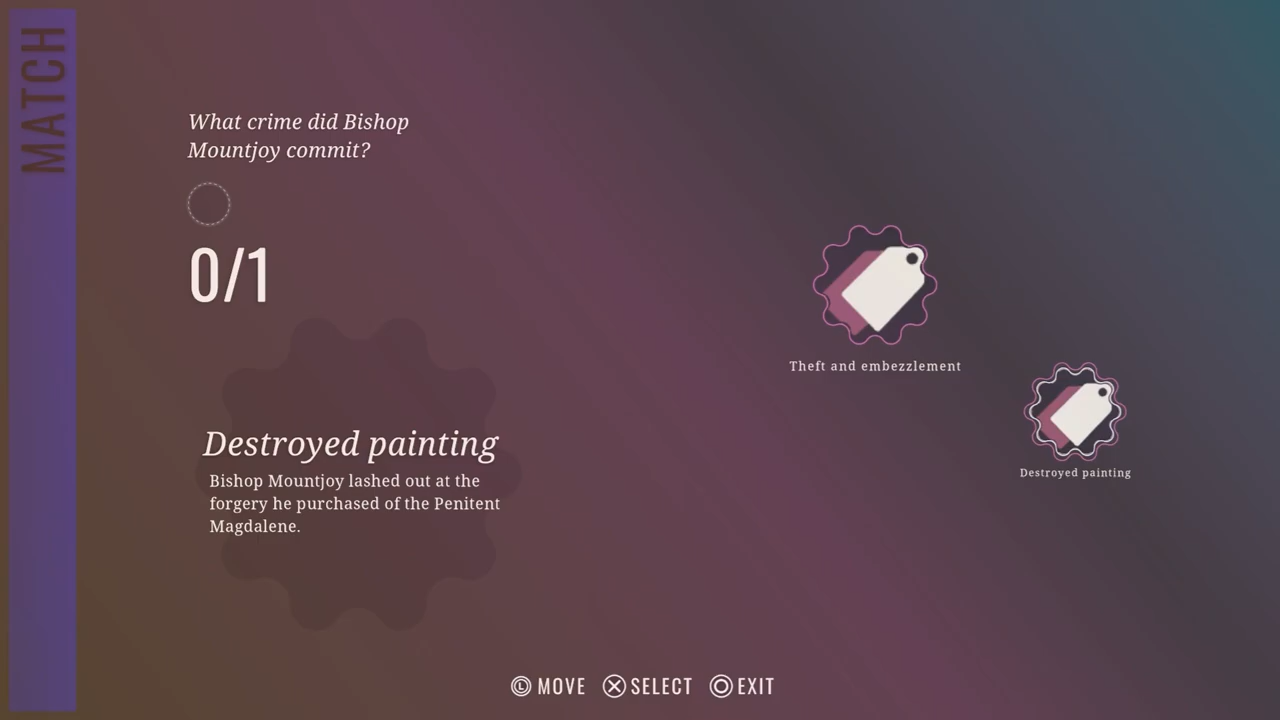 MATCH
What crime did Bishop
Mountjoy commit?
0/1
Destroyed painting
Bishop Mountjoy lashed out at the
forgery he purchased of the Penitent
Magdalene.
Theft and embezzlement
Destroyed painting
L MOVE SELECT EXIT